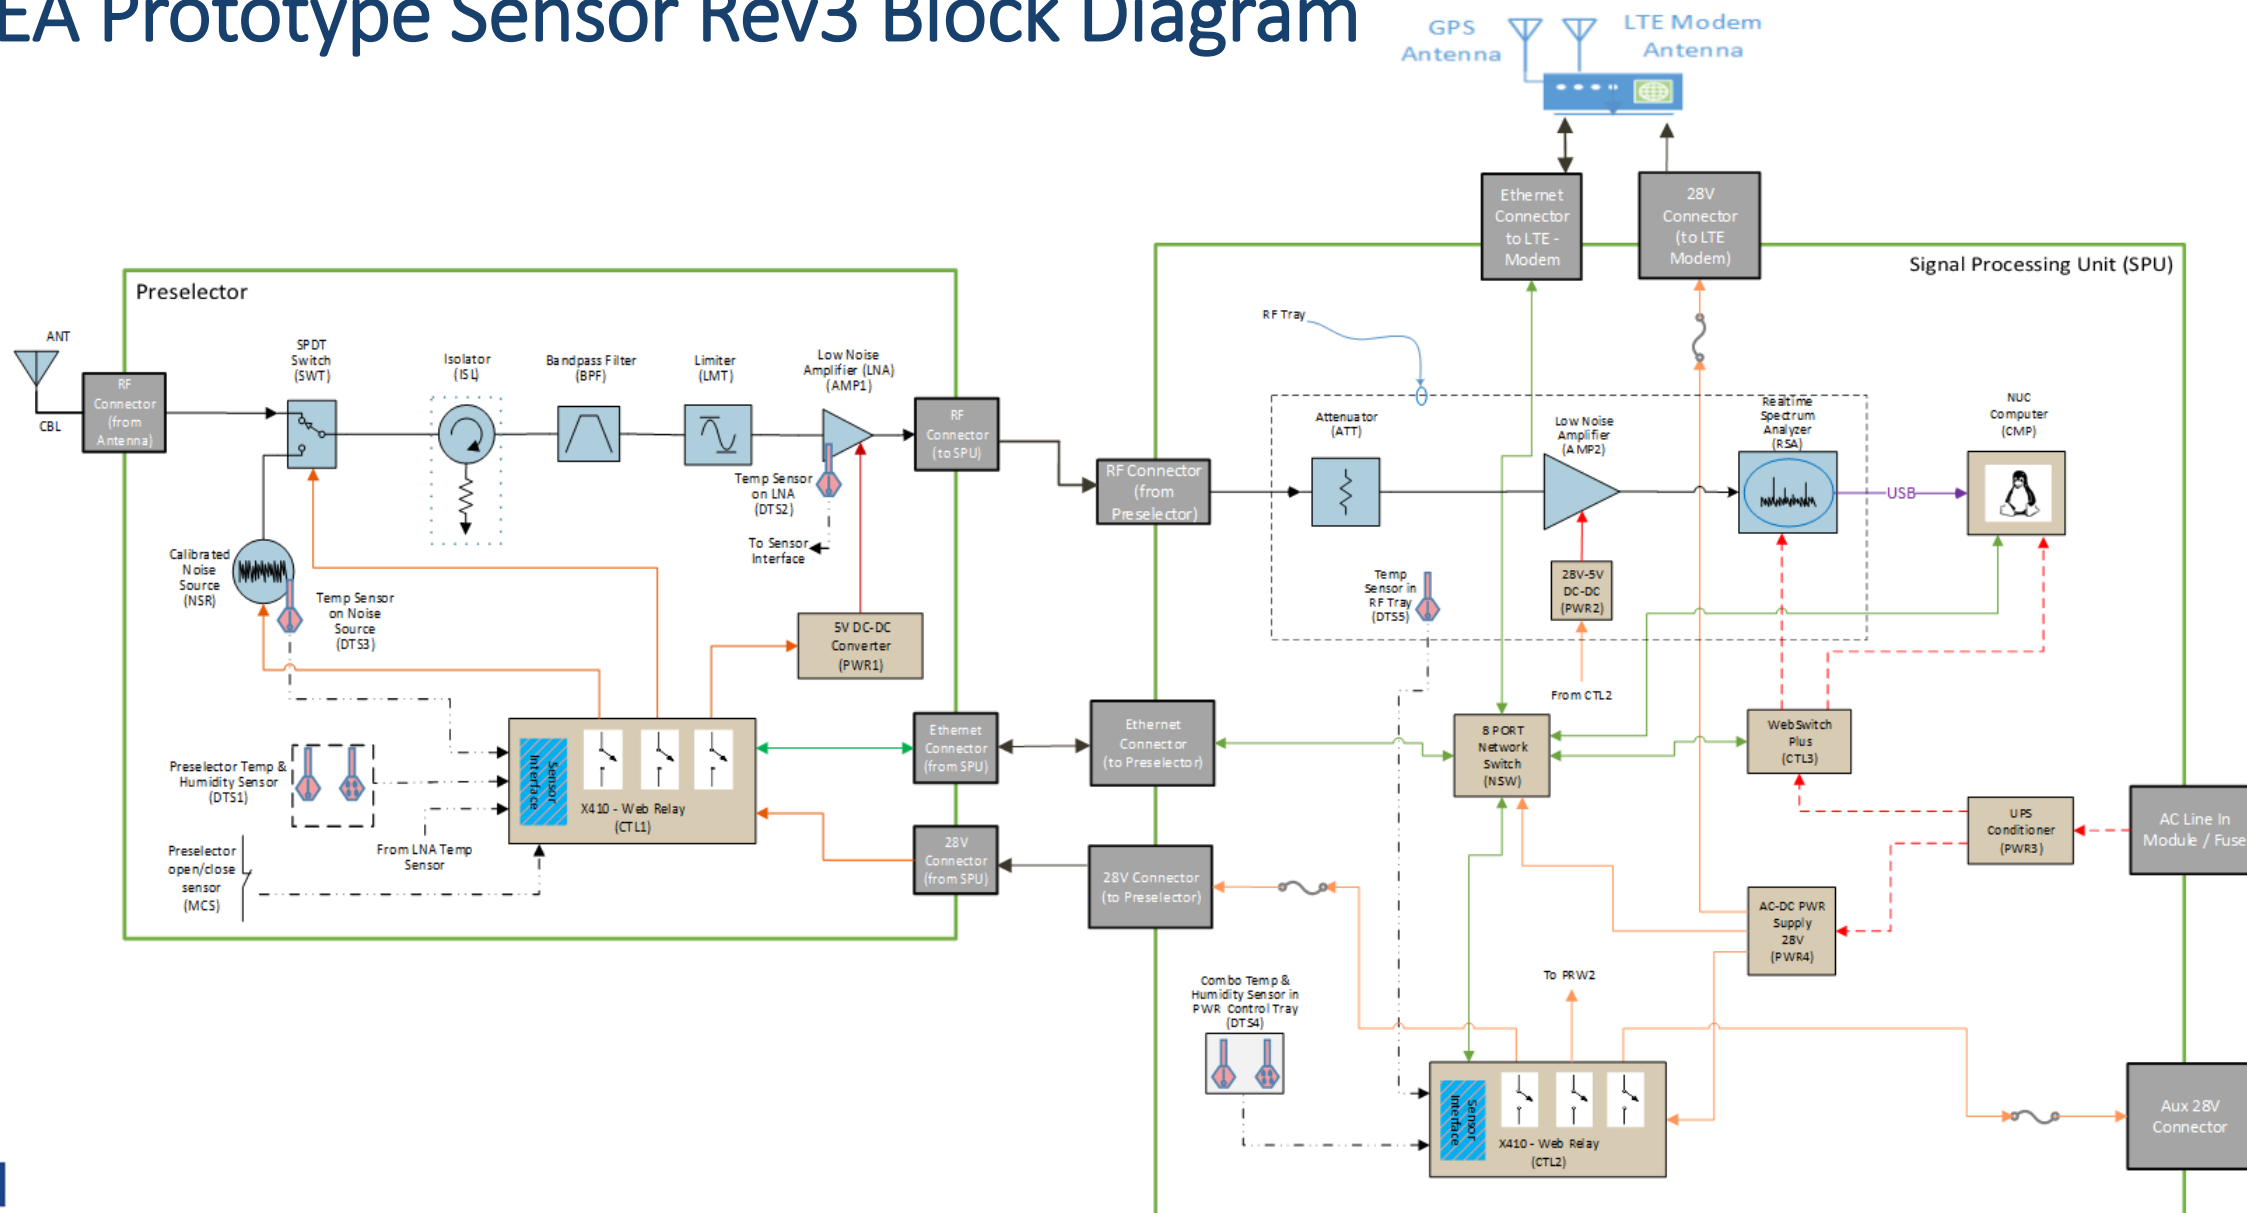 EA Prototype Sensor Rev3 Block Diagram
GPS
Antenna
LTE Modem
Antenna
Ethernet
Connector
to LTE -
Modem
28V
Connector
(to LTE
Modem)
Preselector
ANT
CBL
RF
Connector
(from
Antenna)
SPDT
Switch
(SWT)
Isolator
(ISL)
Bandpass Filter
(BPF)
Limiter
(LMT)
Low Noise
Amplifier (LNA)
(AMP1)
RF
Connector
(to SPU)
Temp Sensor
on LNA
(DTS2)
To Sensor
Interface
Calibrated
Noise
Source
(NSR)
Temp Sensor
on Noise
Source
(DTS3)
5V DC-DC
Converter
(PWR1)
Preselector Temp &
Humidity Sensor
(DTS1)
From LNA Temp
Sensor
Preselector
open/close
sensor
(MCS)
Sensor
Interface
X410 - Web Relay
(CTL1)
Ethernet
Connector
(from SPU)
28V
Connector
(from SPU)
Signal Processing Unit (SPU)
RF Tray
RF Connector
(from
Preselector)
Attenuator
(ATT)
Low Noise
Amplifier
(AMP2)
Realtime
Spectrum
Analyzer
(RSA)
USB
NUC
Computer
(CMP)
Temp
Sensor in
RF Tray
(DTS5)
28V-5V
DC-DC
(PWR2)
From CTL2
Ethernet
Connector
(to Preselector)
8 PORT
Network
Switch
(NSW)
WebSwitch
Plus
(CTL3)
UPS
Conditioner
(PWR3)
AC Line In
Module / Fuse
28V Connector
(to Preselector)
AC-DC PWR
Supply
28V
(PWR4)
Combo Temp &
Humidity Sensor in
PWR Control Tray
(DTS4)
To PRW2
Sensor
Interface
X410 - Web Relay
(CTL2)
Aux 28V
Connector